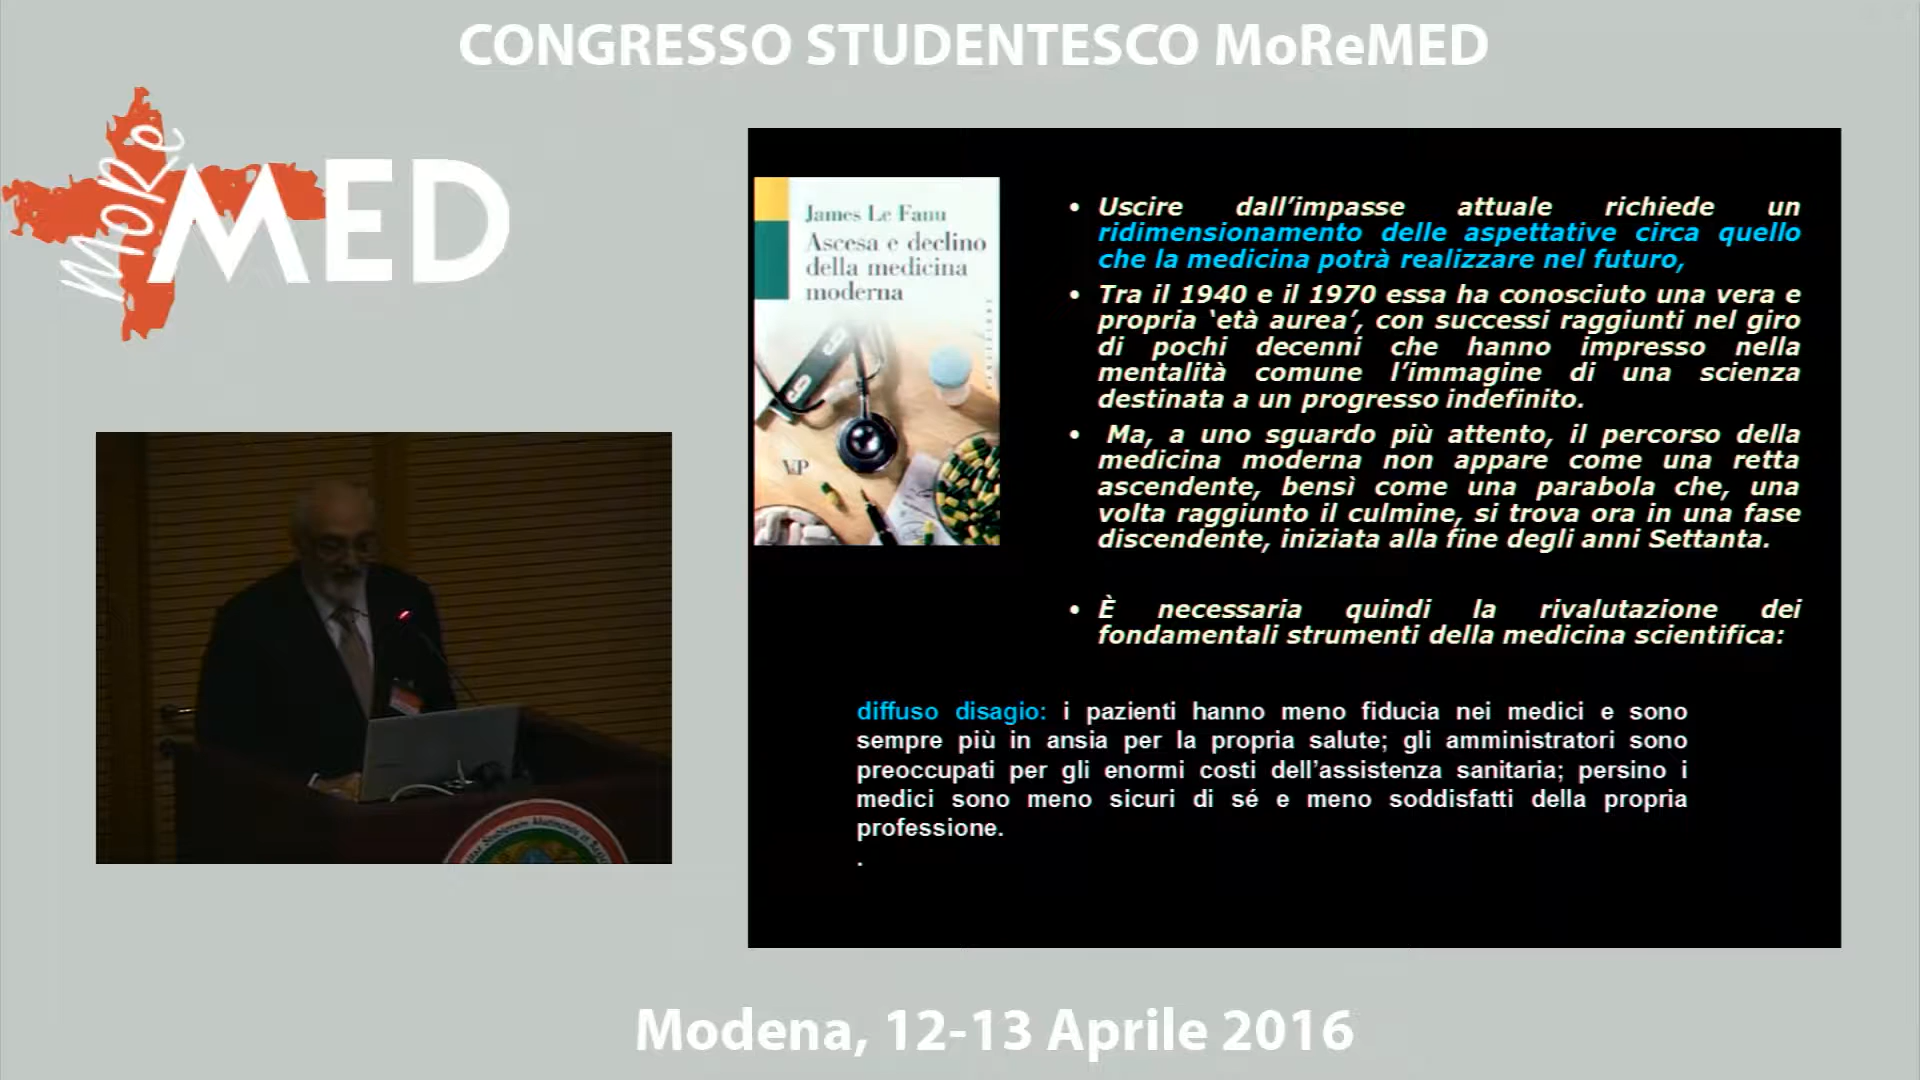 CONGRESSO STUDENTESCO MoReMED
MoRe
MED
James Le Fanu
Ascesa e declino
della medicina
moderna
VP
• Uscire dall’impasse attuale richiede un
ridimensionamento delle aspettative circa quello
che la medicina potrà realizzare nel futuro,
• Tra il 1940 e il 1970 essa ha conosciuto una vera e
propria ‘età aurea’, con successi raggiunti nel giro
di pochi decenni che hanno impresso nella
mentalità comune l’immagine di una scienza
destinata a un progresso indefinito.
• Ma, a uno sguardo più attento, il percorso della
medicina moderna non appare come una retta
ascendente, bensì come una parabola che, una
volta raggiunto il culmine, si trova ora in una fase
discendente, iniziata alla fine degli anni Settanta.
• È necessaria quindi la rivalutazione dei
fondamentali strumenti della medicina scientifica:
diffuso disagio: i pazienti hanno meno fiducia nei medici e sono
sempre più in ansia per la propria salute; gli amministratori sono
preoccupati per gli enormi costi dell’assistenza sanitaria; persino i
medici sono meno sicuri di sé e meno soddisfatti della propria
professione.
.
Modena, 12-13 Aprile 2016